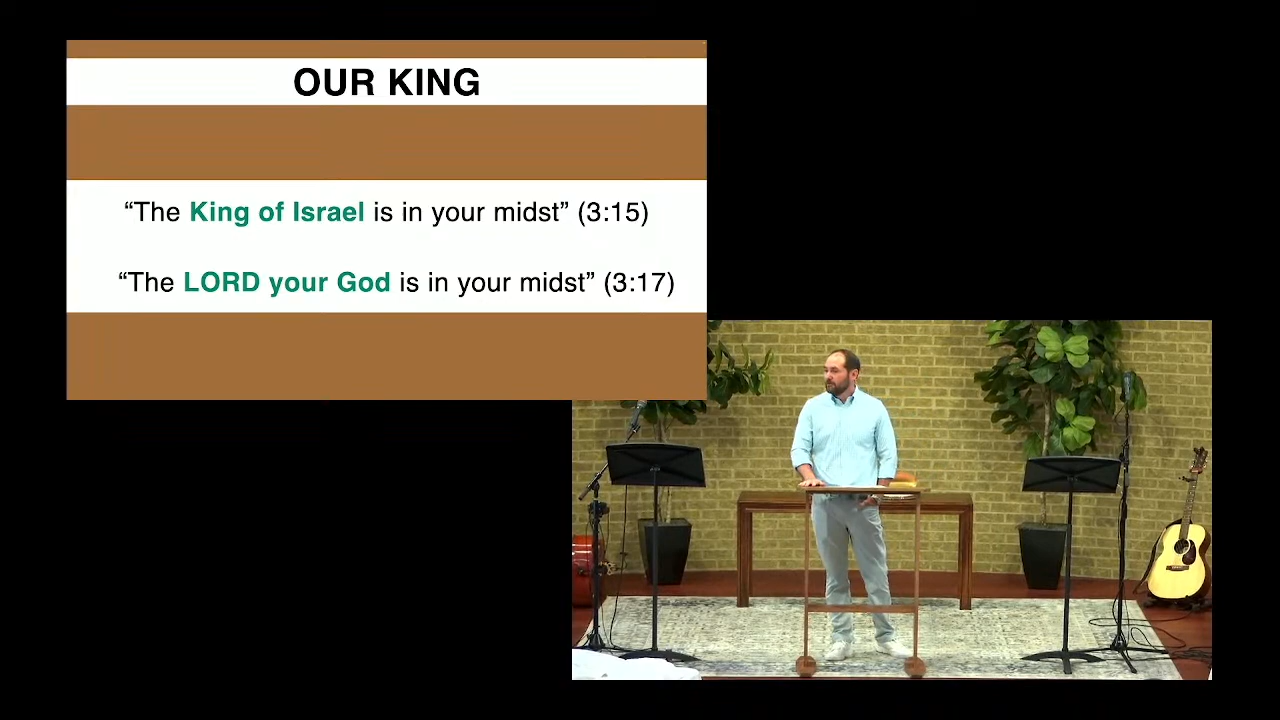 OUR KING
“The King of Israel is in your midst” (3:15)
“The LORD your God is in your midst” (3:17)